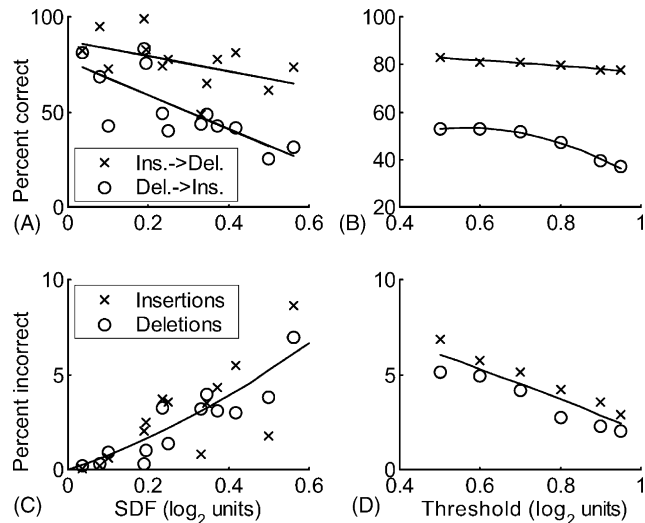 100
50
0
0
0.2
0.4
0.6
Percent correct
Ins.->Del.
Del.->Ins.
(A)
100
80
60
40
20
0.4
0.6
0.8
1
(B)
10
5
0
0
0.2
0.4
0.6
Percent incorrect
Insertions
Deletions
(C)
SDF (log2 units)
10
5
0
0.4
0.6
0.8
1
(D)
Threshold (log2 units)